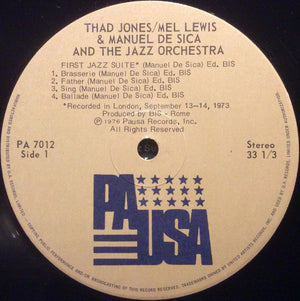 THAD JONES/MEL LEWIS
& MANUEL DE SICA
AND THE JAZZ ORCHESTRA
FIRST JAZZ SUITE* (Manuel De Sica) Ed. BIS
1. Brasserie (Manuel De Sica) Ed. BIS
2. Father (Manuel De Sica) Ed. BIS
3. Sing (Manuel De Sica) Ed. BIS
4. Ballade (Manuel De Sica) Ed. BIS
*Recorded in London, September 13-14, 1973
Produced by BIS - Rome
PA 7012
Side 1
℗ 1976 Pausa Records, Inc.
All Rights Reserved
Stereo
33 1/3
PA
USA